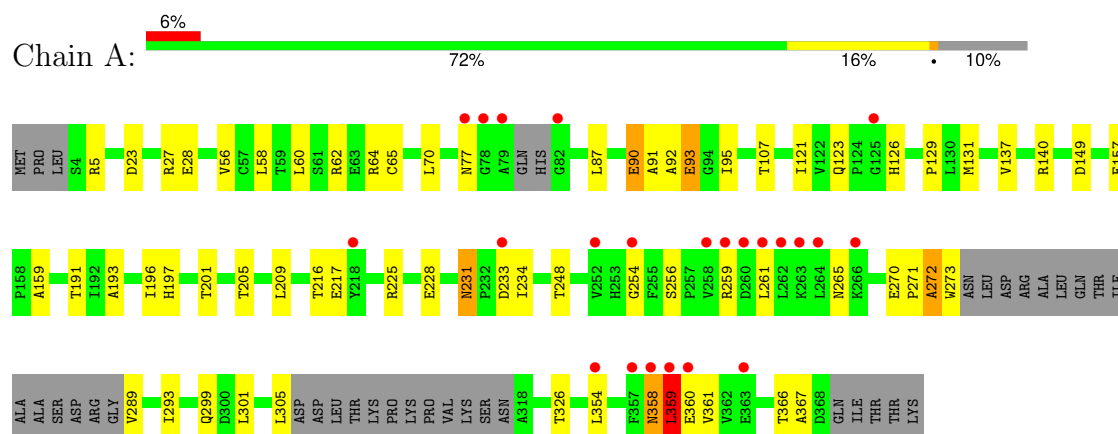 6%
Chain A:
72% 16% • 10%
MET PRO LEU S4 R5 D23 R27 E28 V56 C57 L58 T59 L60 S61 R62 E63 R64 C65 L70 N77 G78 A79 GLN HIS G82 L87 E90 A91 A92 E93 G94 I95 T107 I121 V122 Q123 P124 G125 H126 P129 L130 M131 V137 R140 D149 E157
P158 A159 T191 I192 A193 I196 H197 T201 T205 L209 T216 E217 Y218 R225 E228 N231 P232 D233 I234 T248 V252 H253 G254 F255 S256 P257 V258 R259 D260 L261 L262 K263 L264 N265 K266 E270 P271 A272 W273 ASN LEU ASP ARG ALA LEU GLN THR ILE
ALA ALA SER ASP ARG GLY V289 I293 Q299 D300 L301 L305 ASP ASP LEU THR LYS PRO LYS PRO VAL LYS SER ASN A318 T326 L354 F357 N358 L359 E360 V361 V362 E363 T366 A367 D368 GLN ILE THR THR LYS